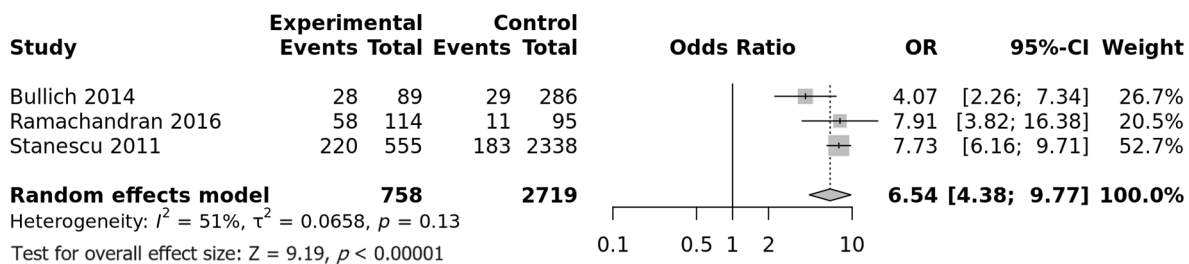 Experimental Control
Study Events Total Events Total Odds Ratio OR 95%-CI Weight
Bullich 2014 28 89 29 286 4.07 [2.26; 7.34] 26.7%
Ramachandran 2016 58 114 11 95 7.91 [3.82; 16.38] 20.5%
Stanescu 2011 220 555 183 2338 7.73 [6.16; 9.71] 52.7%
Random effects model 758 2719 6.54 [4.38; 9.77] 100.0%
Heterogeneity: I² = 51%, τ² = 0.0658, p = 0.13
0.1 0.5 1 2 10
Test for overall effect size: Z = 9.19, p < 0.00001